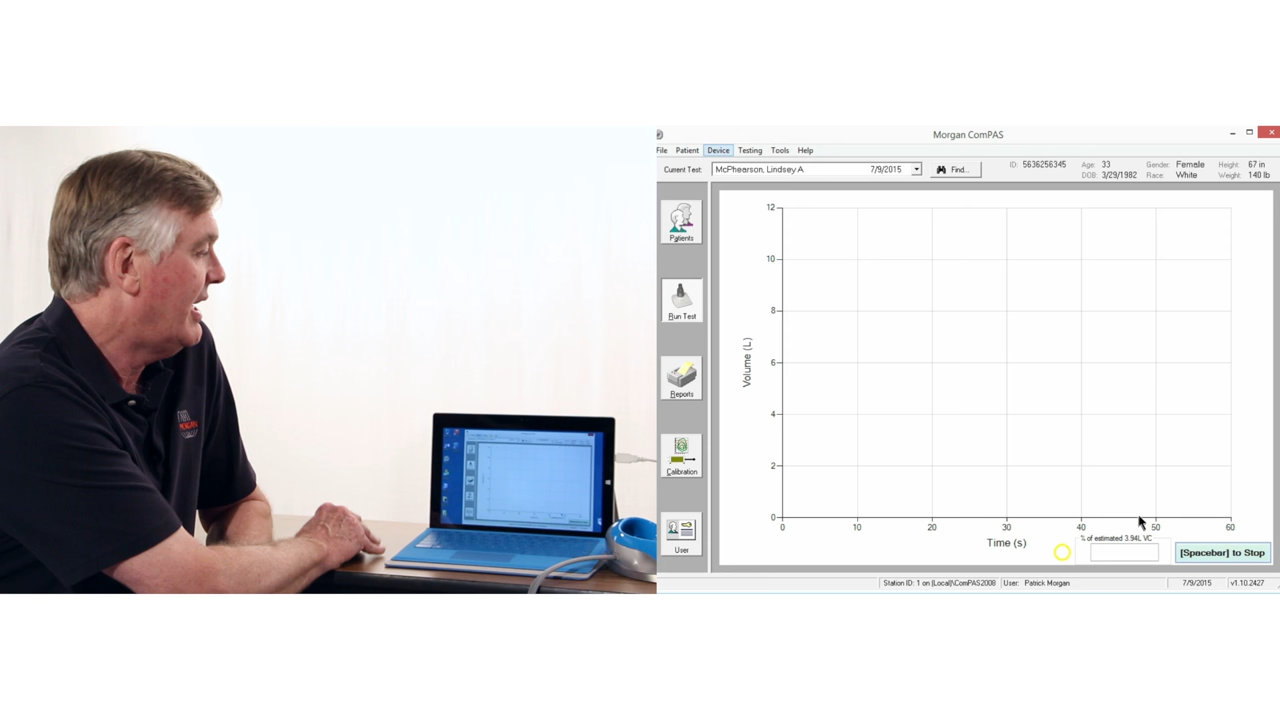 MORGAN
Morgan ComPAS
File Patient Device Testing Tools Help
Current Test: McPhearson, Lindsey A 7/9/2015 Find... ID: 5636256345 Age: 33 Gender: Female Height: 67 in
DOB: 3/29/1982 Race: White Weight: 140 lb
Patients
Run Test
Reports
Calibration
User
12
10
8
6
4
2
0
Volume (L)
0 10 20 30 40 50 60
Time (s)
% of estimated 3.94L VC
[Spacebar] to Stop
Station ID: 1 on [Local]\ComPAS2008 User: Patrick Morgan 7/9/2015 v1.10.2427